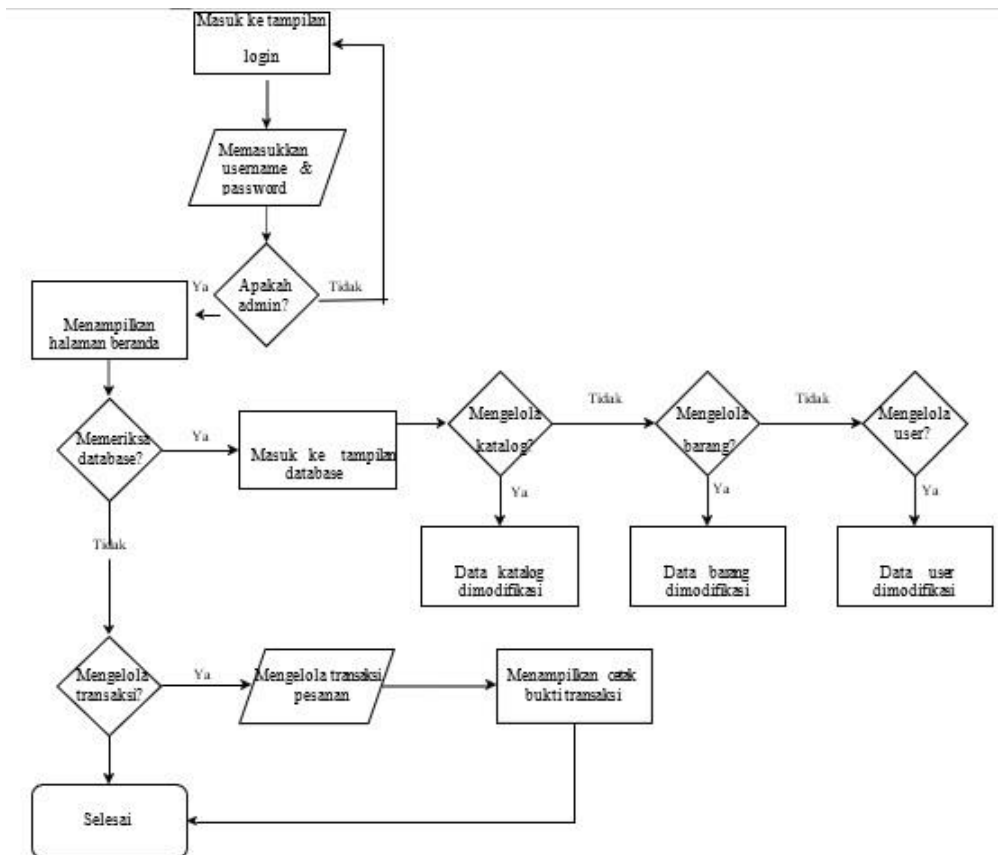 Masuk ke tampilan
login
Memasukkan
username &
password
Apakah
admin?
Ya
Tidak
Menampilkan
halaman beranda
Memeriksa
database?
Ya
Masuk ke tampilan
database
Mengelola
katalog?
Tidak
Mengelola
barang?
Tidak
Mengelola
user?
Ya
Ya
Ya
Tidak
Data katalog
dimodifikasi
Data barang
dimodifikasi
Data user
dimodifikasi
Mengelola
transaksi?
Ya
Mengelola transaksi
pesanan
Menampilkan cetak
bukti transaksi
Selesai